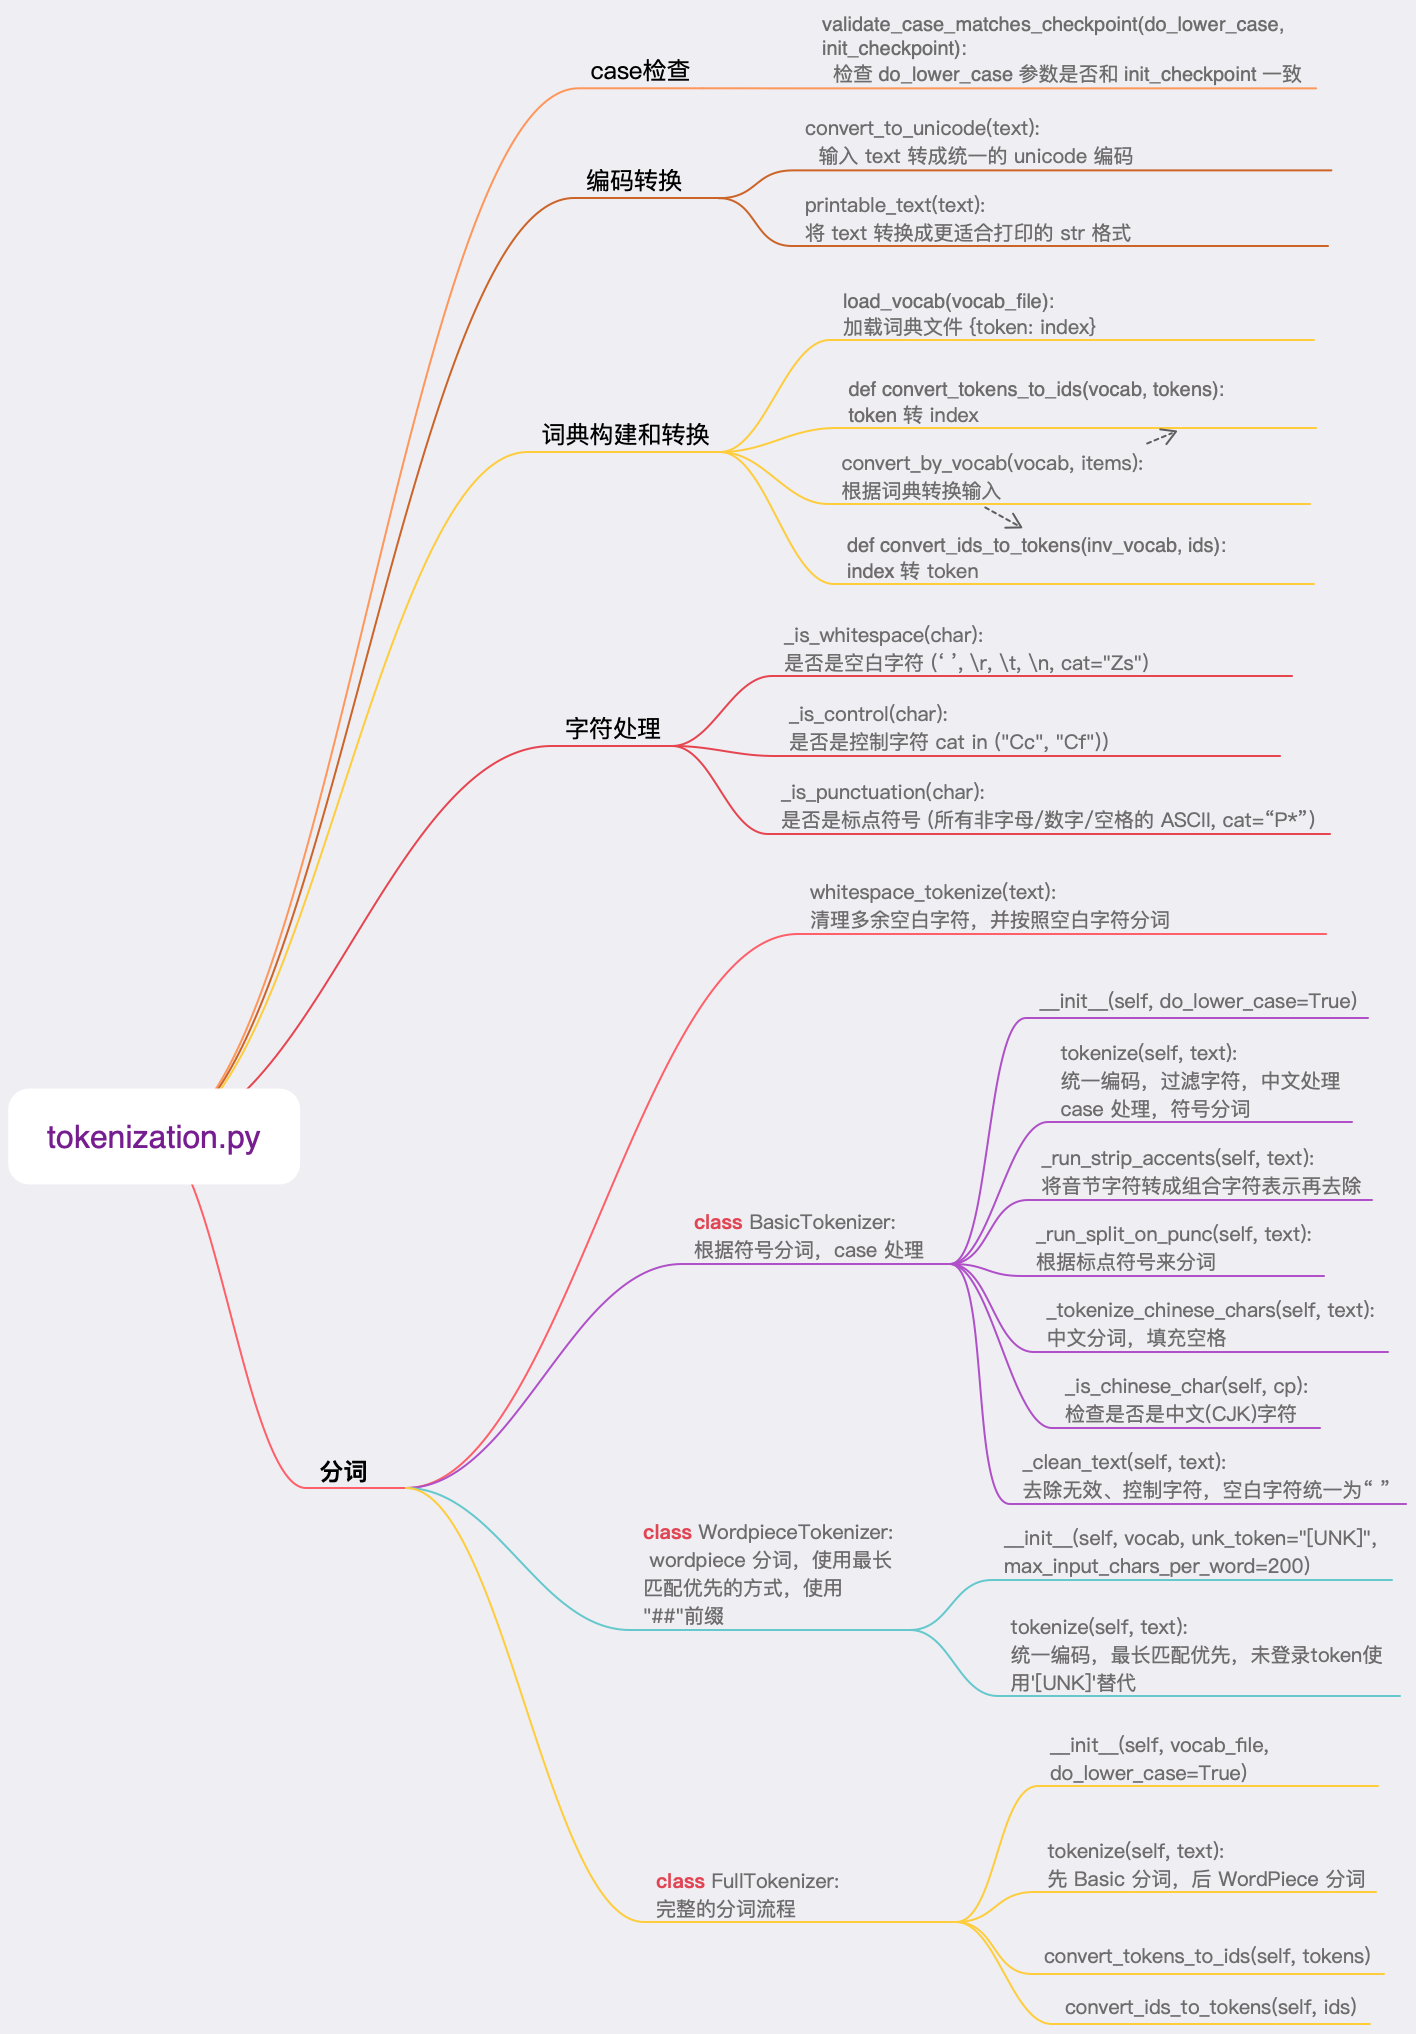 validate_case_matches_checkpoint(do_lower_case,
init_checkpoint):
检查 do_lower_case 参数是否和 init_checkpoint 一致
case检查
convert_to_unicode(text):
输入 text 转成统一的 unicode 编码
编码转换
printable_text(text):
将 text 转换成更适合打印的 str 格式
load_vocab(vocab_file):
加载词典文件 {token: index}
def convert_tokens_to_ids(vocab, tokens):
token 转 index
词典构建和转换
convert_by_vocab(vocab, items):
根据词典转换输入
def convert_ids_to_tokens(inv_vocab, ids):
index 转 token
_is_whitespace(char):
是否是空白字符 (‘ ’, \r, \t, \n, cat="Zs")
字符处理
_is_control(char):
是否是控制字符 cat in ("Cc", "Cf"))
_is_punctuation(char):
是否是标点符号 (所有非字母/数字/空格的 ASCII, cat=“P*”)
whitespace_tokenize(text):
清理多余空白字符，并按照空白字符分词
__init__(self, do_lower_case=True)
tokenize(self, text):
统一编码，过滤字符，中文处理
case 处理，符号分词
tokenization.py
_run_strip_accents(self, text):
将音节字符转成组合字符表示再去除
class BasicTokenizer:
根据符号分词，case 处理
_run_split_on_punc(self, text):
根据标点符号来分词
_tokenize_chinese_chars(self, text):
中文分词，填充空格
_is_chinese_char(self, cp):
检查是否是中文(CJK)字符
_clean_text(self, text):
去除无效、控制字符，空白字符统一为“ ”
分词
class WordpieceTokenizer:
wordpiece 分词，使用最长
匹配优先的方式，使用
"##"前缀
__init__(self, vocab, unk_token="[UNK]",
max_input_chars_per_word=200)
tokenize(self, text):
统一编码，最长匹配优先，未登录token使
用'[UNK]'替代
__init__(self, vocab_file,
do_lower_case=True)
tokenize(self, text):
先 Basic 分词，后 WordPiece 分词
class FullTokenizer:
完整的分词流程
convert_tokens_to_ids(self, tokens)
convert_ids_to_tokens(self, ids)